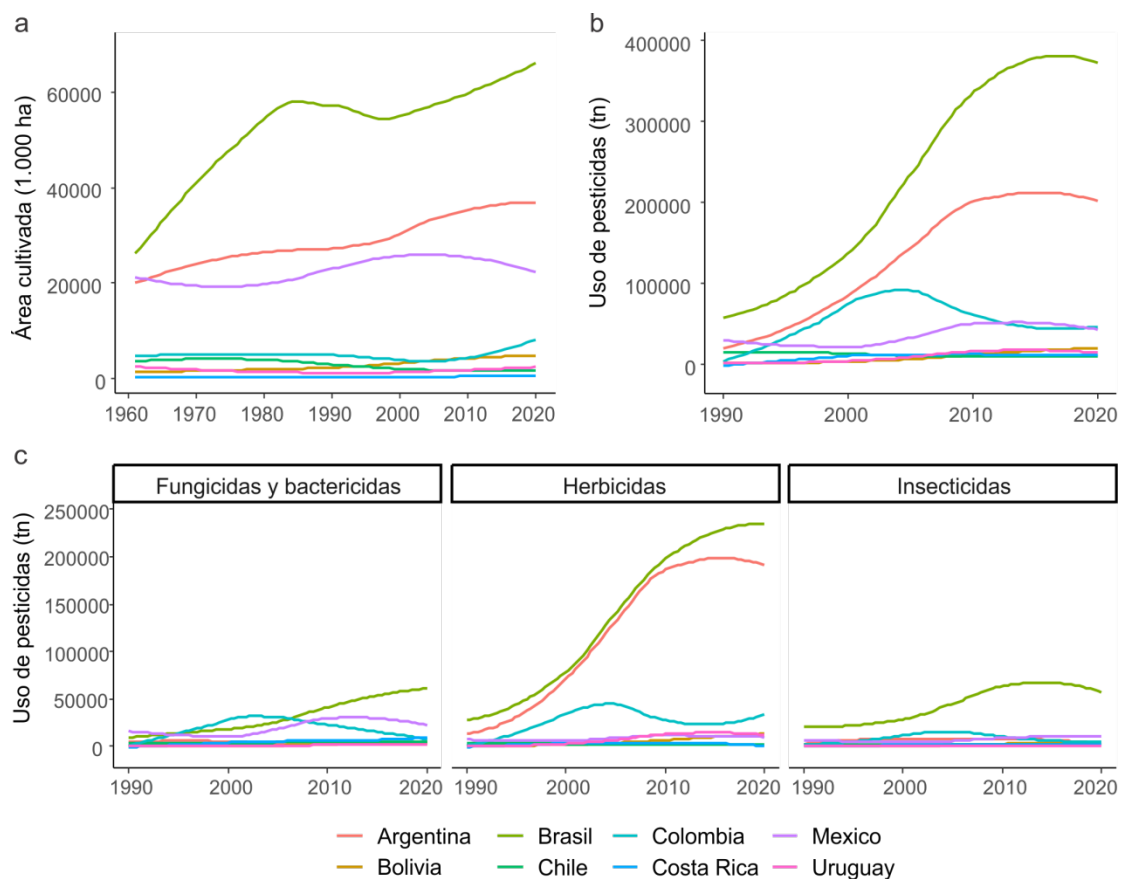 a
Área cultivada (1.000 ha)
60000
40000
20000
0
1960 1970 1980 1990 2000 2010 2020
b
Uso de pesticidas (tn)
400000
300000
200000
100000
0
1990 2000 2010 2020
c
Fungicidas y bactericidas Herbicidas Insecticidas
Uso de pesticidas (tn)
250000
200000
150000
100000
50000
0
1990 2000 2010 2020 1990 2000 2010 2020 1990 2000 2010 2020
Argentina Brasil Colombia Mexico
Bolivia Chile Costa Rica Uruguay